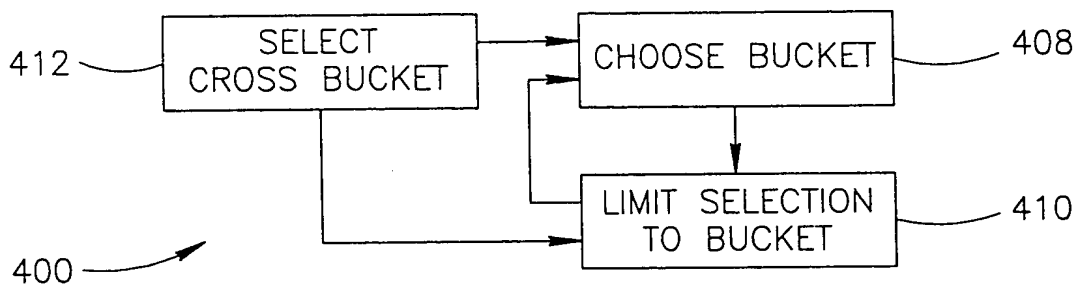 412
SELECT
CROSS BUCKET
CHOOSE BUCKET
408
LIMIT SELECTION
TO BUCKET
410
400